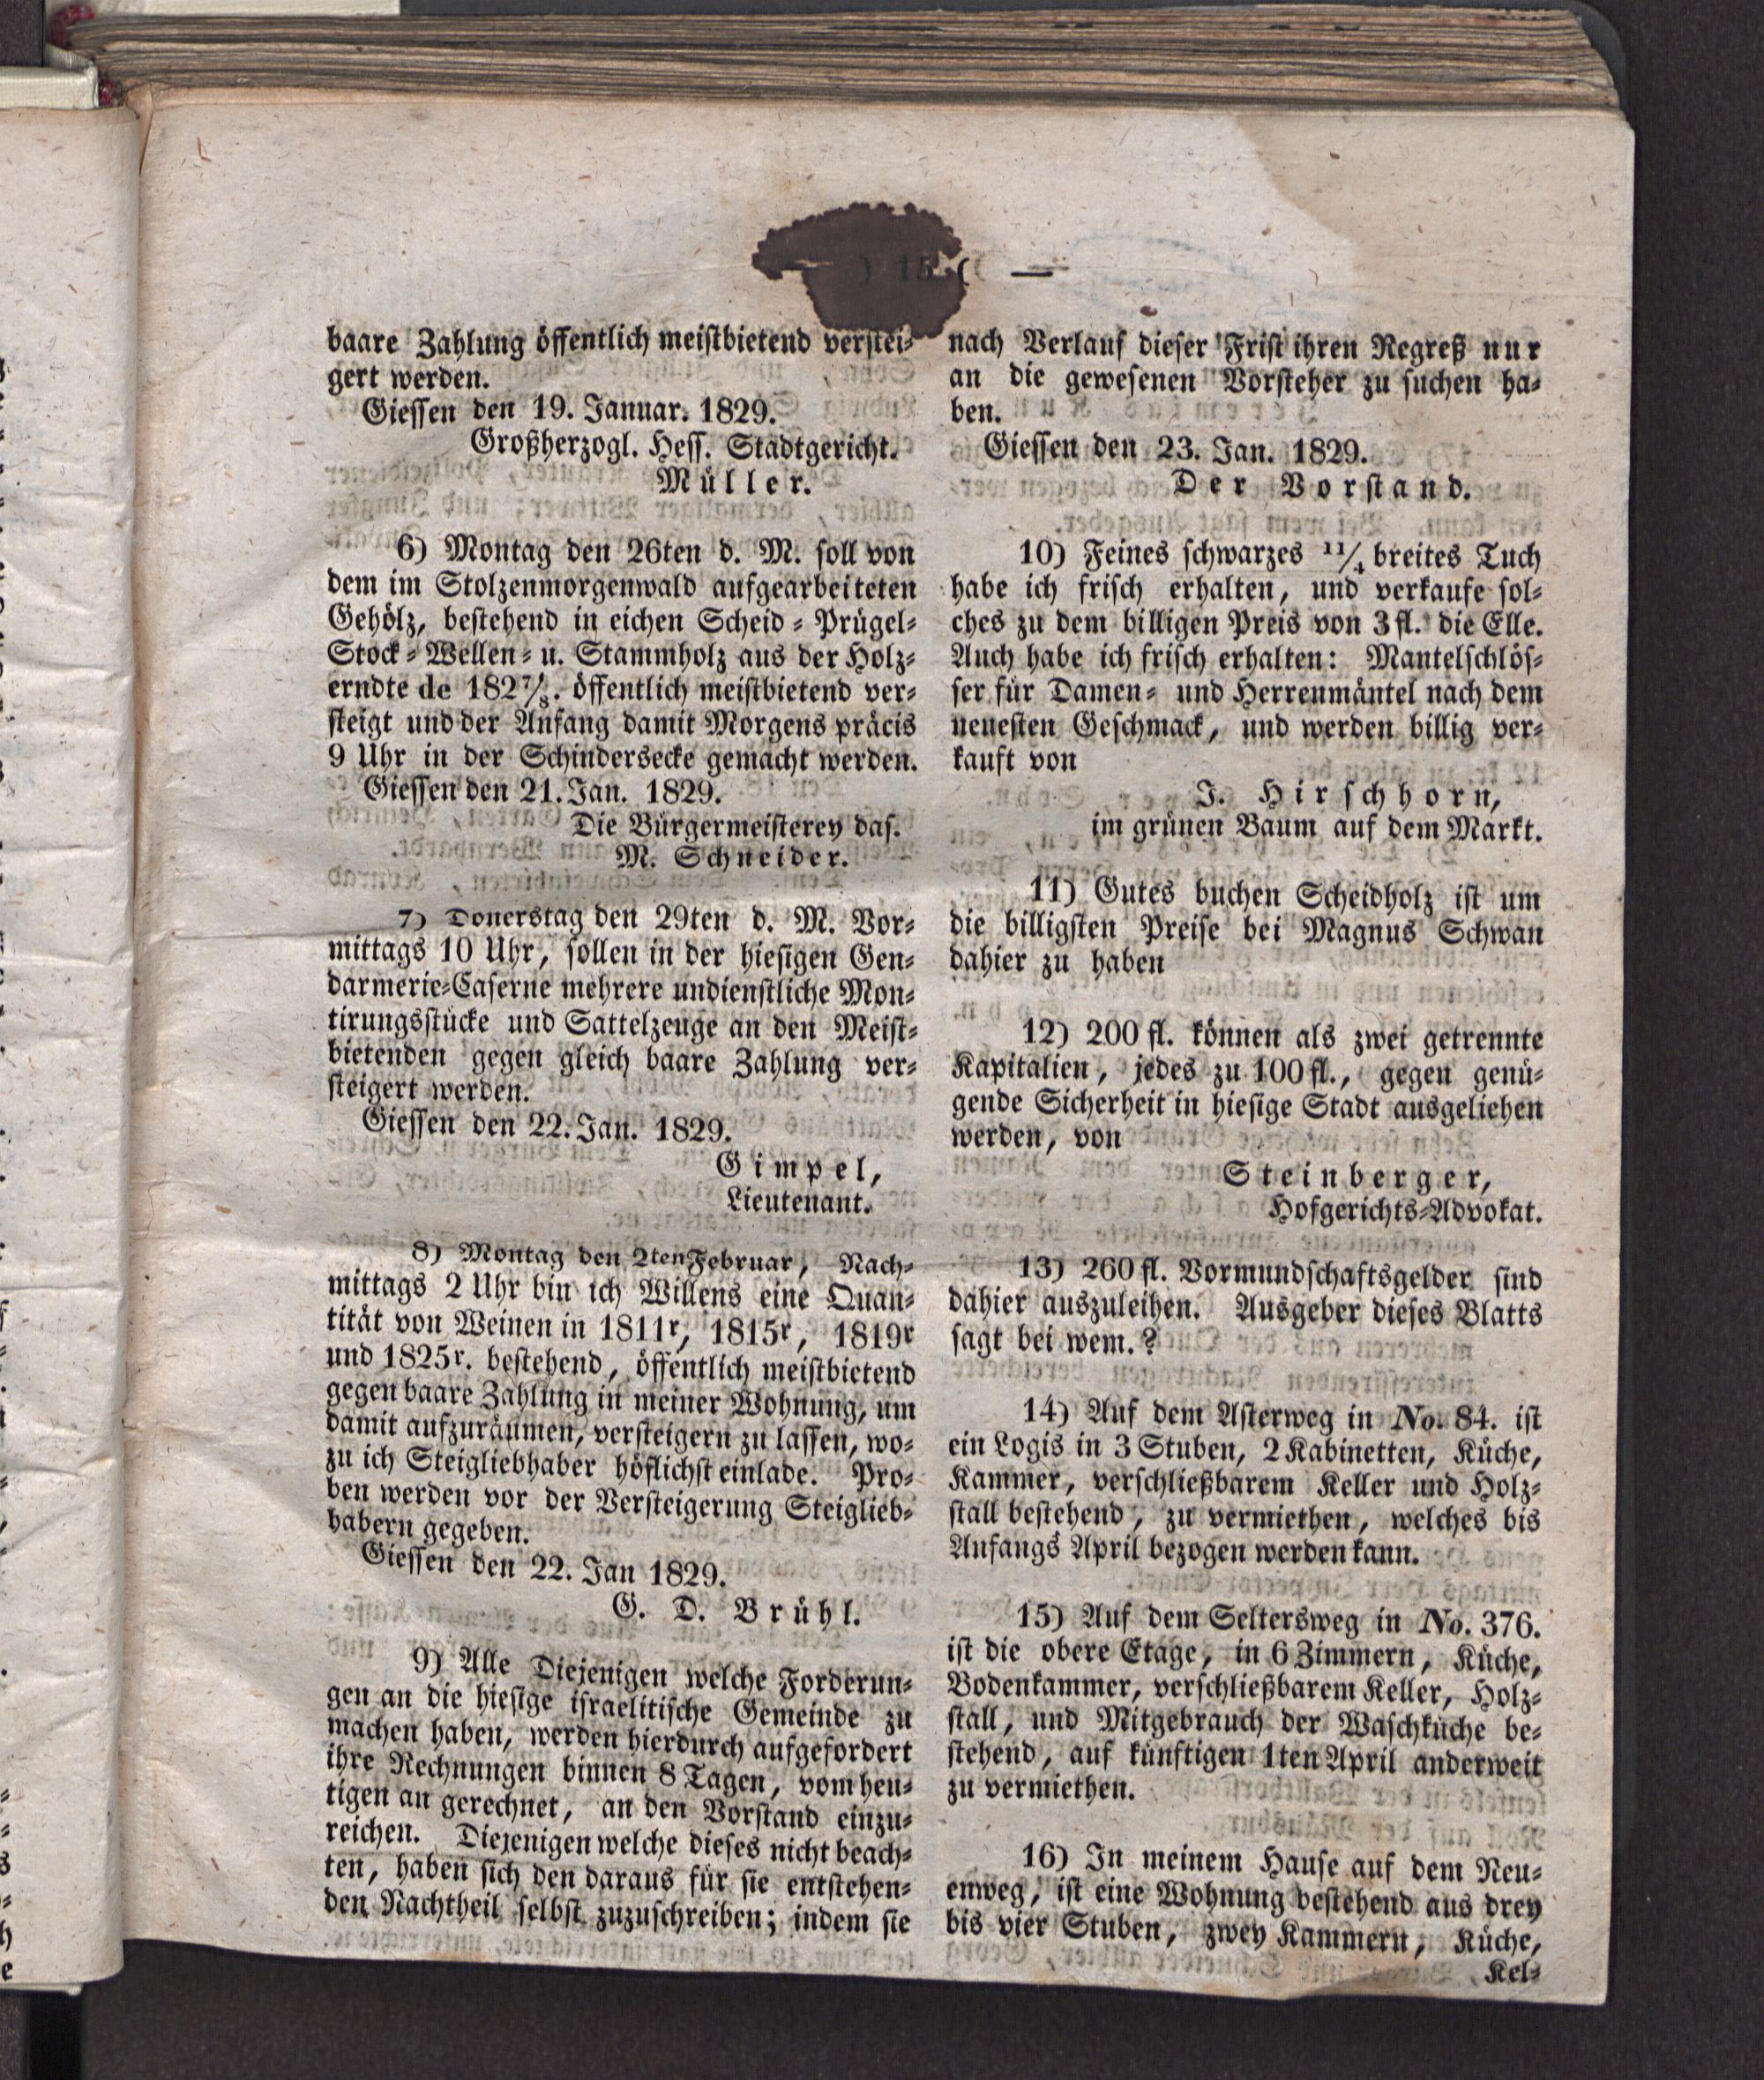 ) 15 ( —
baare Zahlung öffentlich meistbietend verstei-
gert werden.
Giessen den 19. Januar. 1829.
Großherzogl. Hess. Stadtgericht.
Müller.
6) Montag den 26ten d. M. soll von
dem im Stolzenmorgenwald aufgearbeiteten
Gehölz, bestehend in eichen Scheid-Prügel-
Stock-Wellen- u. Stammholz aus der Holz-
erndte de 182⁷/₈. öffentlich meistbietend ver-
steigt und der Anfang damit Morgens präcis
9 Uhr in der Schindersecke gemacht werden.
Giessen den 21. Jan. 1829.
Die Bürgermeisterey das.
M. Schneider.
7) Donerstag den 29ten d. M. Vor-
mittags 10 Uhr, sollen in der hiesigen Gen-
darmerie-Caserne mehrere undienstliche Mon-
tirungsstücke und Sattelzeuge an den Meist-
bietenden gegen gleich baare Zahlung ver-
steigert werden.
Giessen den 22. Jan. 1829.
Gimpel,
Lieutenant.
8) Montag den 2ten Februar, Nach-
mittags 2 Uhr bin ich Willens eine Quan-
tität von Weinen in 1811r, 1815r, 1819r
und 1825r. bestehend, öffentlich meistbietend
gegen baare Zahlung in meiner Wohnung, um
damit aufzuräumen, versteigern zu lassen, wo-
zu ich Steigliebhaber höflichst einlade. Pro-
ben werden vor der Versteigerung Steiglieb-
habern gegeben.
Giessen den 22. Jan 1829.
G. D. Brühl.
9) Alle Diejenigen welche Forderun-
gen an die hiesige israelitische Gemeinde zu
machen haben, werden hierdurch aufgefordert
ihre Rechnungen binnen 8 Tagen, vom heu-
tigen an gerechnet, an den Vorstand einzu-
reichen. Diejenigen welche dieses nicht beach-
ten, haben sich den daraus für sie entstehen-
den Nachtheil selbst zuzuschreiben; indem sie
nach Verlauf dieser Frist ihren Regreß nur
an die gewesenen Vorsteher zu suchen ha-
ben.
Giessen den 23. Jan. 1829.
Der Vorstand.
10) Feines schwarzes ¹¹/₄ breites Tuch
habe ich frisch erhalten, und verkaufe sol-
ches zu dem billigen Preis von 3 fl. die Elle.
Auch habe ich frisch erhalten: Mantelschlös-
ser für Damen- und Herrenmäntel nach dem
neuesten Geschmack, und werden billig ver-
kauft von
J. Hirschhorn,
im grünen Baum auf dem Markt.
11) Gutes buchen Scheidholz ist um
die billigsten Preise bei Magnus Schwan
dahier zu haben
12) 200 fl. können als zwei getrennte
Kapitalien, jedes zu 100 fl., gegen genü-
gende Sicherheit in hiesige Stadt ausgeliehen
werden, von
Steinberger,
Hofgerichts-Advokat.
13) 260 fl. Vormundschaftsgelder sind
dahier auszuleihen. Ausgeber dieses Blatts
sagt bei wem. ?
14) Auf dem Asterweg in No. 84. ist
ein Logis in 3 Stuben, 2 Kabinetten, Küche,
Kammer, verschließbarem Keller und Holz-
stall bestehend, zu vermiethen, welches bis
Anfangs April bezogen werden kann.
15) Auf dem Seltersweg in No. 376.
ist die obere Etage, in 6 Zimmern, Küche,
Bodenkammer, verschließbarem Keller, Holz-
stall, und Mitgebrauch der Waschküche be-
stehend, auf künftigen 1ten April anderweit
zu vermiethen.
16) In meinem Hause auf dem Neu-
enweg, ist eine Wohnung bestehend aus drey
bis vier Stuben, zwey Kammern, Küche,
Kel-